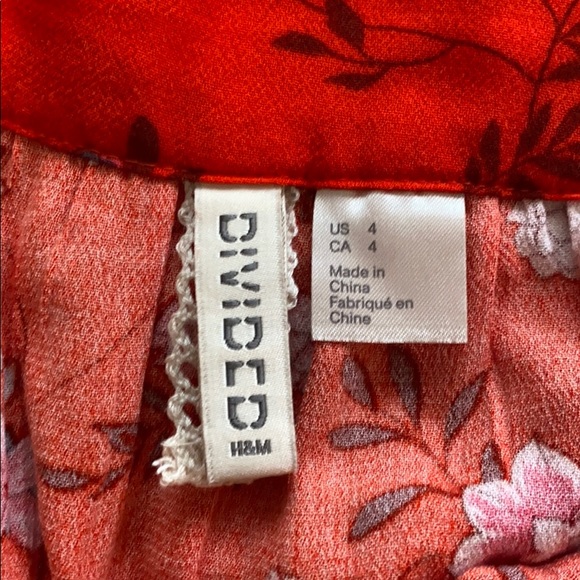 DIVIDED
H&M
US 4
CA 4
Made in
China
Fabriqué en
Chine